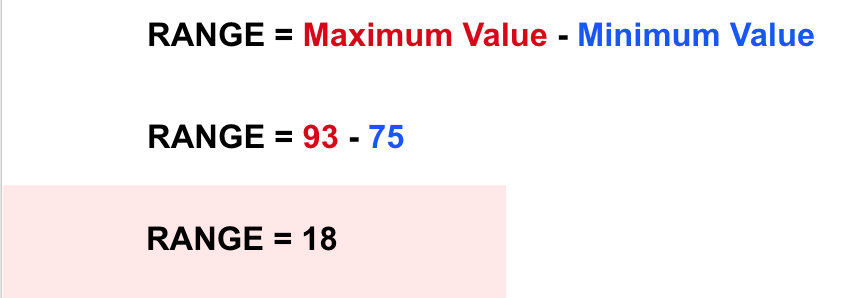 RANGE = Maximum Value - Minimum Value
RANGE = 93 - 75
RANGE = 18